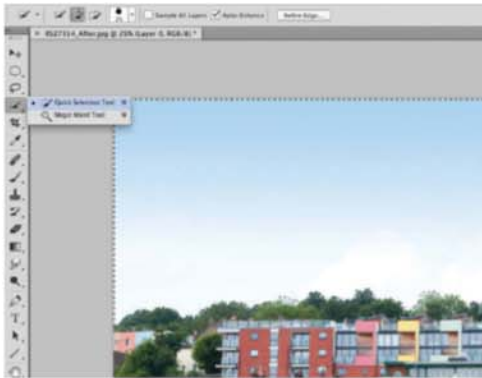 Sample All Layers Auto-Enhance Refine Edge...
Quick Selection Tool W
Magic Wand Tool W